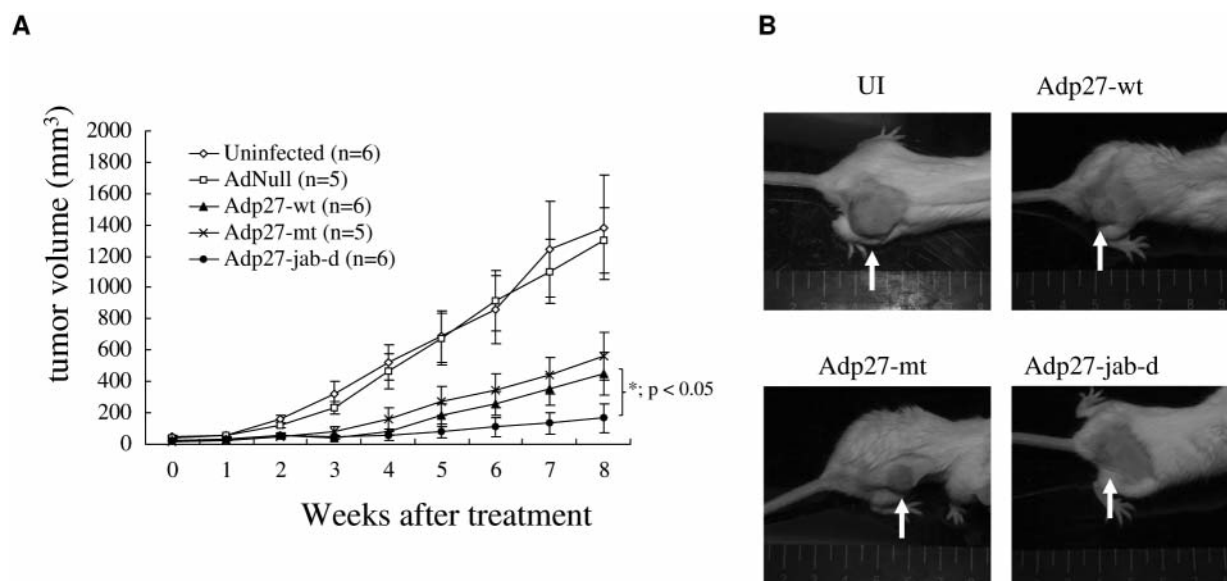 A
tumor volume (mm³)
2000
1800
1600
1400
1200
1000
800
600
400
200
0
Uninfected (n=6)
AdNull (n=5)
Adp27-wt (n=6)
Adp27-mt (n=5)
Adp27-jab-d (n=6)
*; p < 0.05
0 1 2 3 4 5 6 7 8
Weeks after treatment
B
UI
Adp27-wt
Adp27-mt
Adp27-jab-d